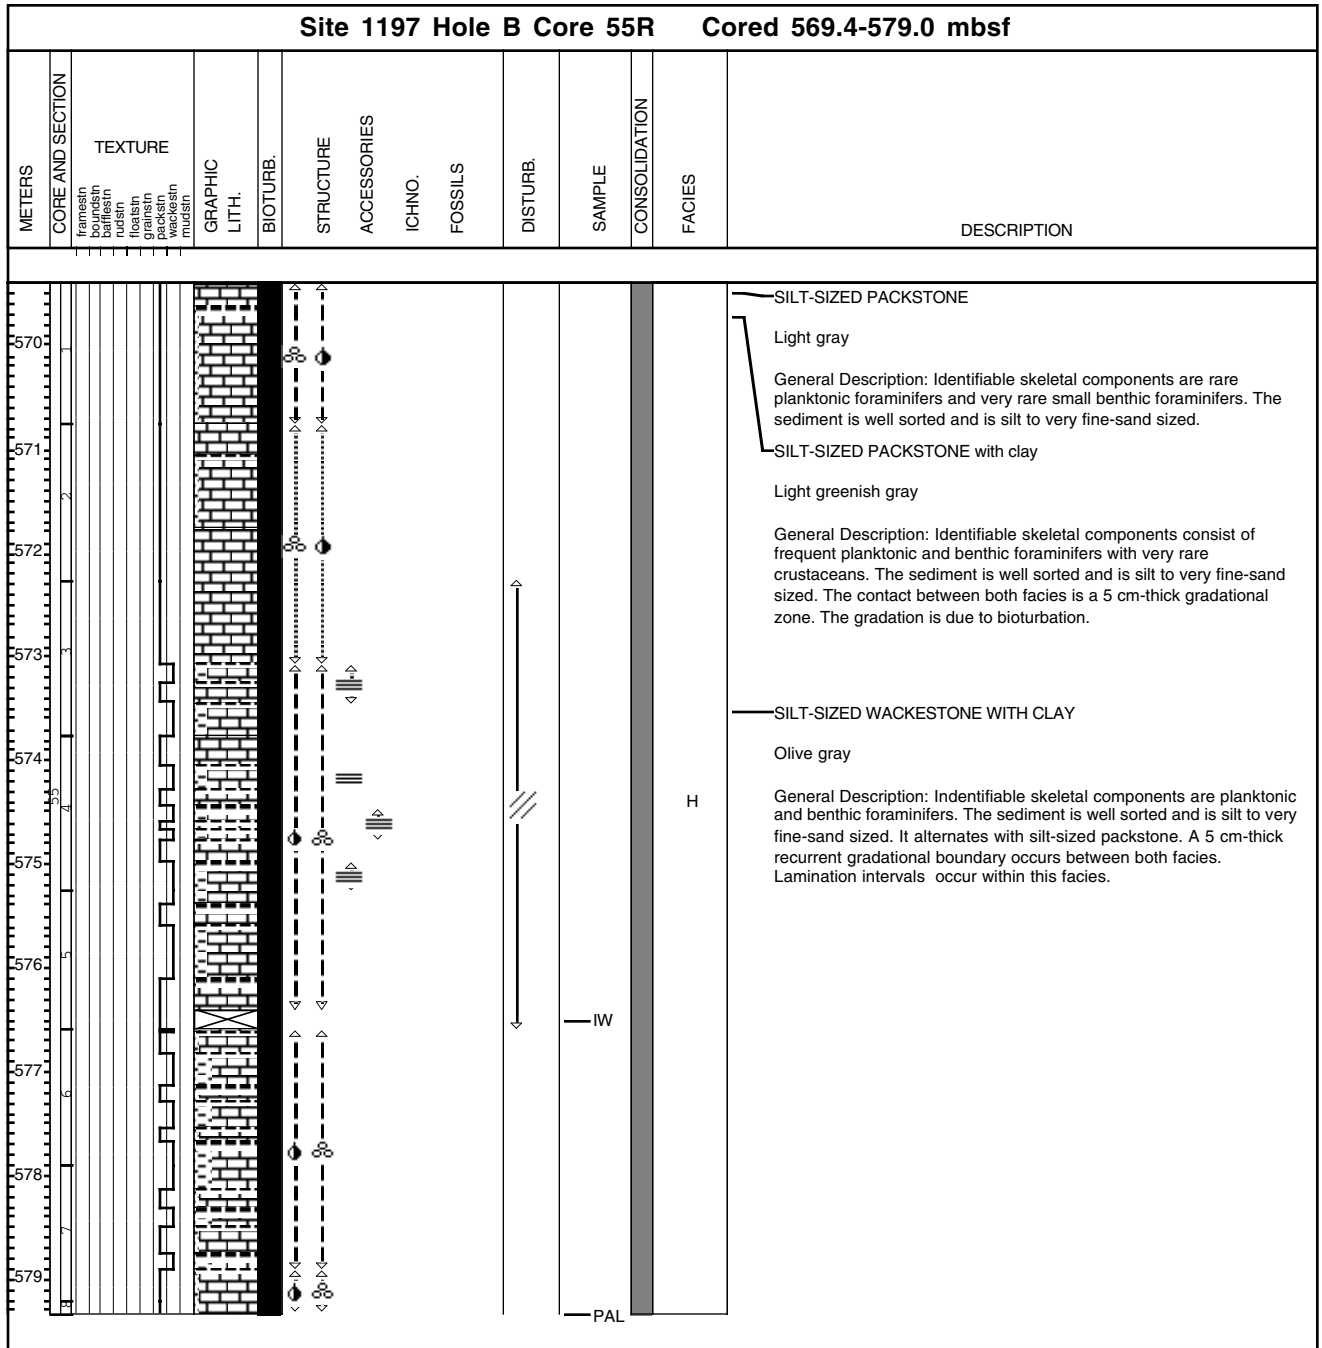 Site 1197 Hole B Core 55R Cored 569.4-579.0 mbsf
METERS
CORE AND SECTION
TEXTURE
framestn
boundstn
bafflestn
rudstn
floatstn
grainstn
packstn
wackestn
mudstn
GRAPHIC
LITH.
BIOTURB.
STRUCTURE
ACCESSORIES
ICHNO.
FOSSILS
DISTURB.
SAMPLE
CONSOLIDATION
FACIES
DESCRIPTION
570
571
572
573
574
575
576
577
578
579
55
1
2
3
4
5
6
7
8
IW
PAL
H
SILT-SIZED PACKSTONE
Light gray
General Description: Identifiable skeletal components are rare
planktonic foraminifers and very rare small benthic foraminifers. The
sediment is well sorted and is silt to very fine-sand sized.
SILT-SIZED PACKSTONE with clay
Light greenish gray
General Description: Identifiable skeletal components consist of
frequent planktonic and benthic foraminifers with very rare
crustaceans. The sediment is well sorted and is silt to very fine-sand
sized. The contact between both facies is a 5 cm-thick gradational
zone. The gradation is due to bioturbation.
SILT-SIZED WACKESTONE WITH CLAY
Olive gray
General Description: Indentifiable skeletal components are planktonic
and benthic foraminifers. The sediment is well sorted and is silt to very
fine-sand sized. It alternates with silt-sized packstone. A 5 cm-thick
recurrent gradational boundary occurs between both facies.
Lamination intervals occur within this facies.